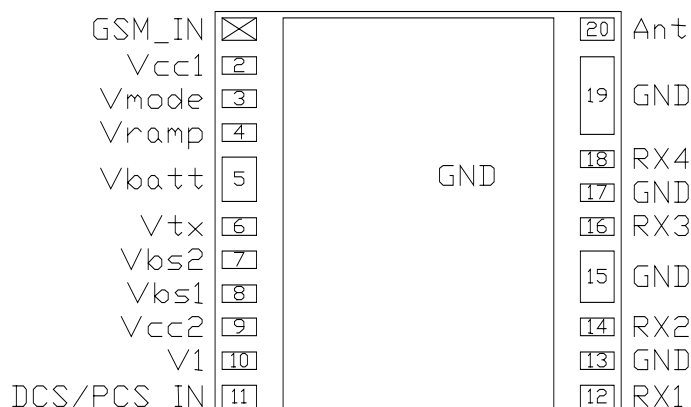 GSM_IN 20 Ant
Vcc1 2
Vmode 3 19 GND
Vramp 4
18 RX4
Vbatt 5 GND 17 GND
Vtx 6 16 RX3
Vbs2 7
15 GND
Vbs1 8
Vcc2 9 14 RX2
V1 10 13 GND
DCS/PCS IN 11 12 RX1